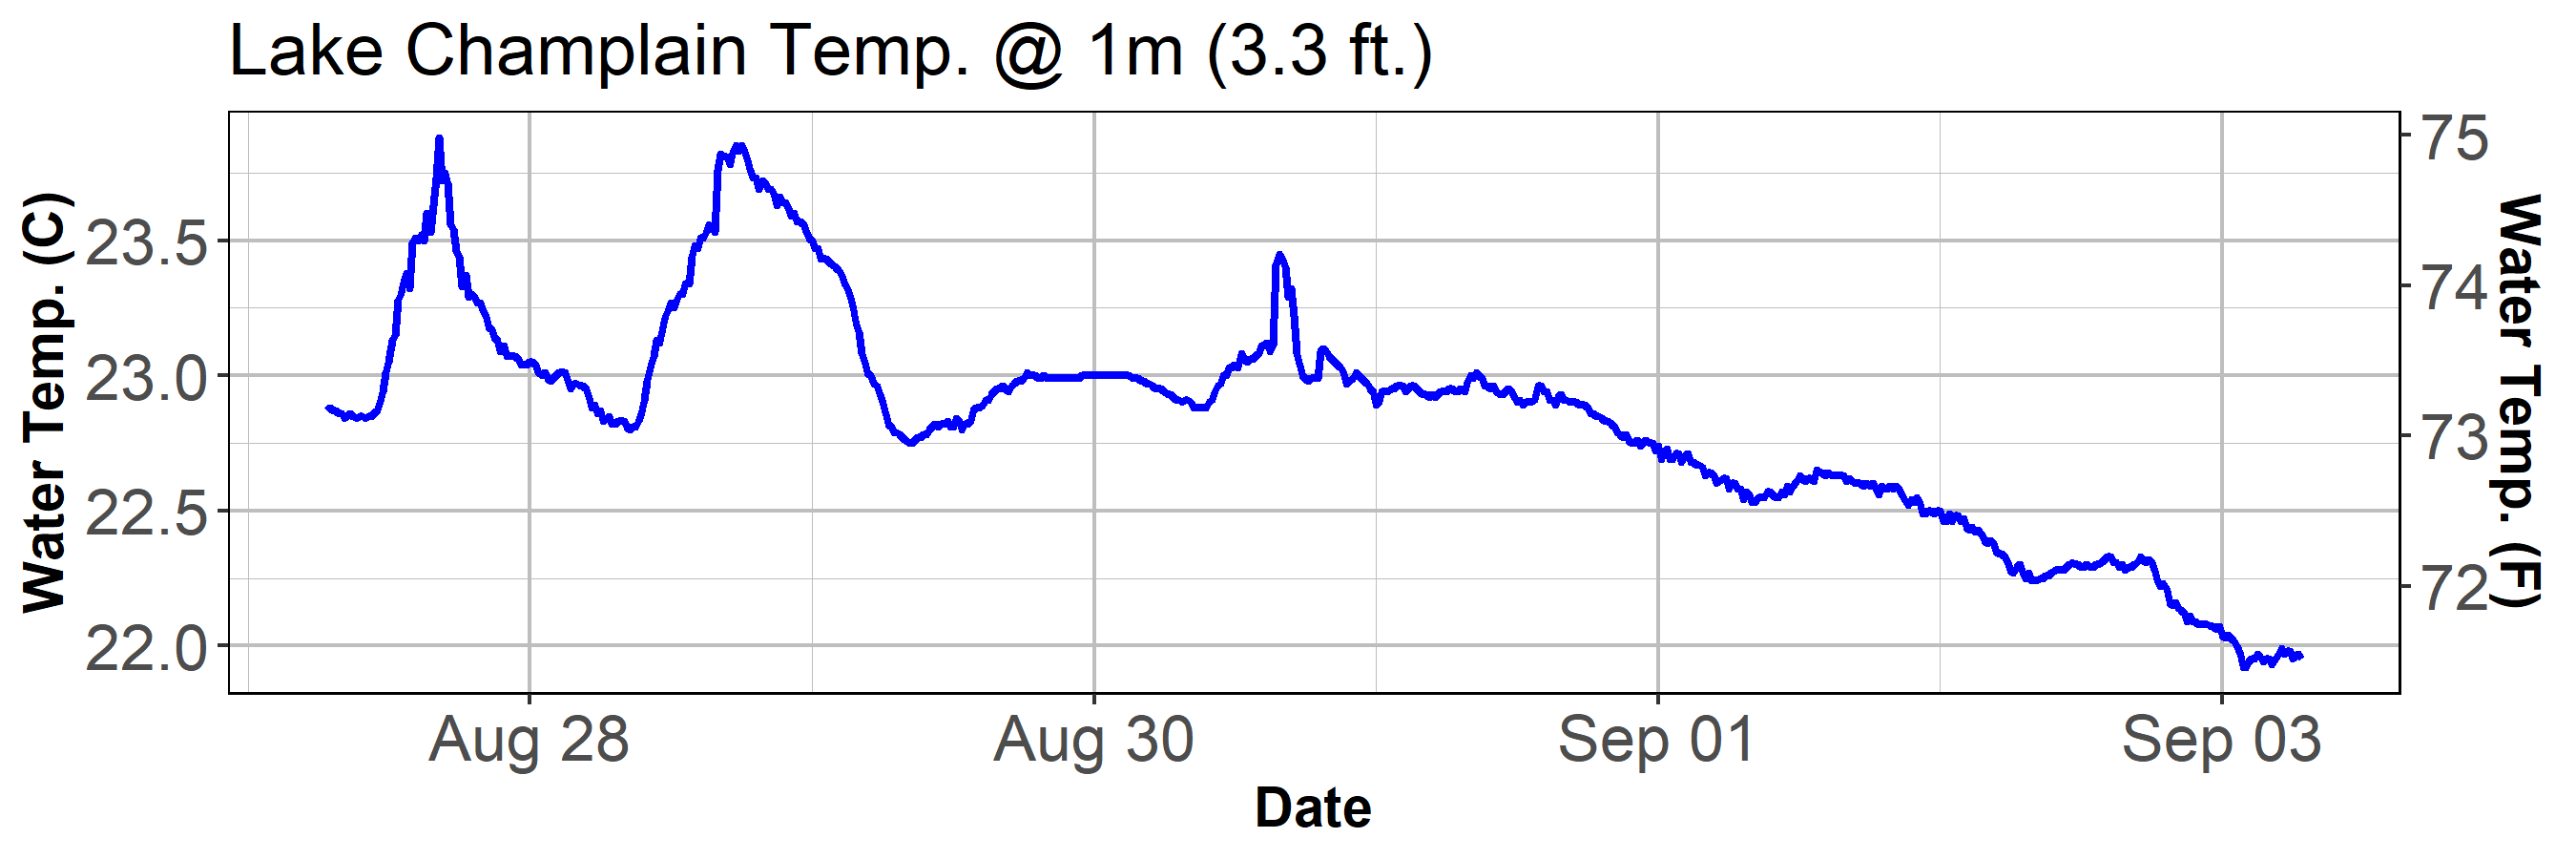 Lake Champlain Temp. @ 1m (3.3 ft.)
Water Temp. (C)
23.5
23.0
22.5
22.0
75
74
73
72
Water Temp. (F)
Aug 28
Aug 30
Sep 01
Sep 03
Date